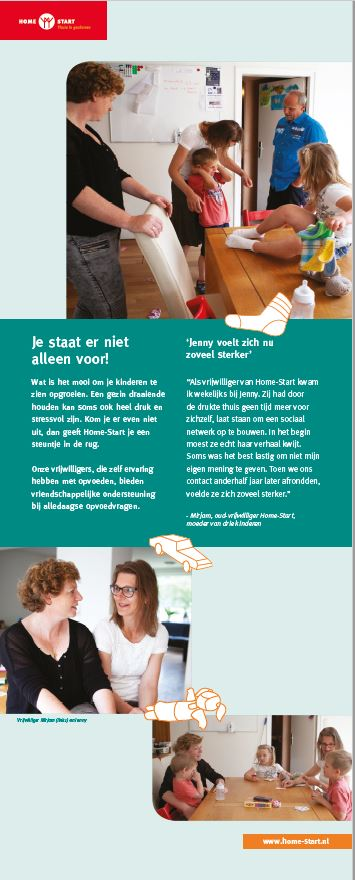 HOME START
Je staat er niet
alleen voor!
Wat is het mooi om je kinderen te
zien opgroeien. Een gezin draaiende
houden kan soms ook heel druk en
stressvol zijn. Kom je er even niet
uit, dan geeft Home-Start je een
steuntje in de rug.
Onze vrijwilligers, die zelf ervaring
hebben met opvoeden, bieden
vriendschappelijke ondersteuning
bij alledaagse opvoedvragen.
‘Jenny voelt zich nu
zoveel sterker’
"Als vrijwilliger van Home-Start kwam
ik wekelijks bij Jenny. Zij had door
de drukte thuis geen tijd meer voor
zichzelf, laat staan om een sociaal
netwerk op te bouwen. In het begin
moest ze echt haar verhaal kwijt.
Soms was het best lastig om niet mijn
eigen mening te geven. Toen we ons
contact anderhalf jaar later afrondden,
voelde ze zich zoveel sterker."
- Mirjam, oud-vrijwilliger Home-Start,
moeder van drie kinderen
Vrijwilliger Mirjam (links) en Jenny
www.home-start.nl